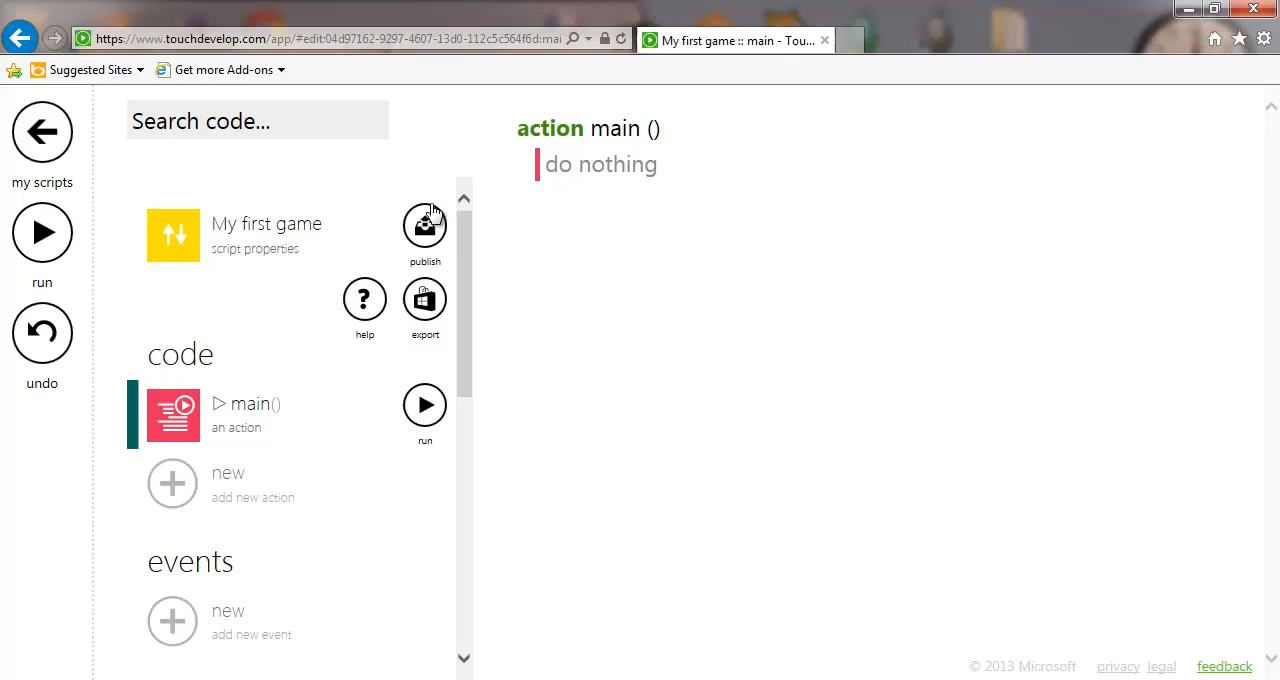 https://www.touchdevelop.com/app/#edit:04d97162-9297-4607-13d0-112c5c564f6d:mai
My first game :: main - Tou...
Suggested Sites
Get more Add-ons
my scripts
run
undo
Search code...
My first game
script properties
publish
help
export
code
main()
an action
run
new
add new action
events
new
add new event
action main ()
do nothing
© 2013 Microsoft privacy legal feedback